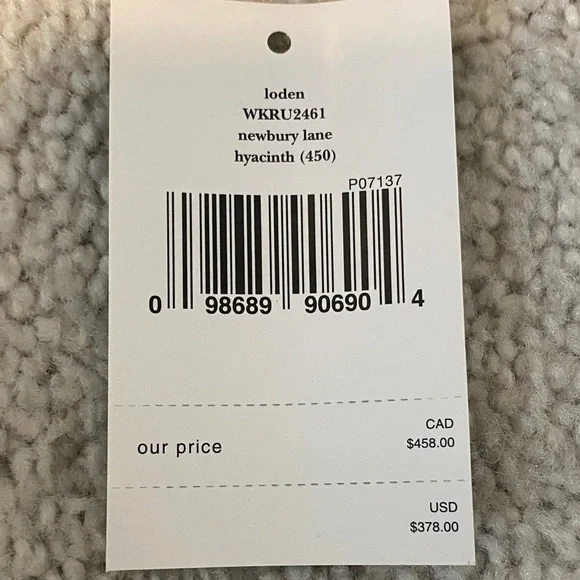 loden
WKRU2461
newbury lane
hyacinth (450)
P07137
0 98689 90690 4
CAD
our price $458.00
USD
$378.00